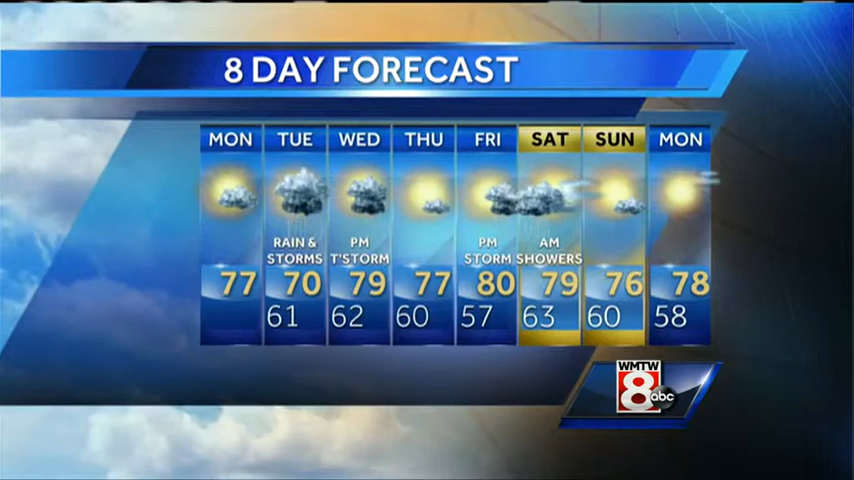 8 DAY FORECAST
MON TUE WED THU FRI SAT SUN MON
RAIN & PM PM AM
STORMS T'STORM STORM SHOWERS
77 70 79 77 80 79 76 78
61 62 60 57 63 60 58
WMTW
8 abc